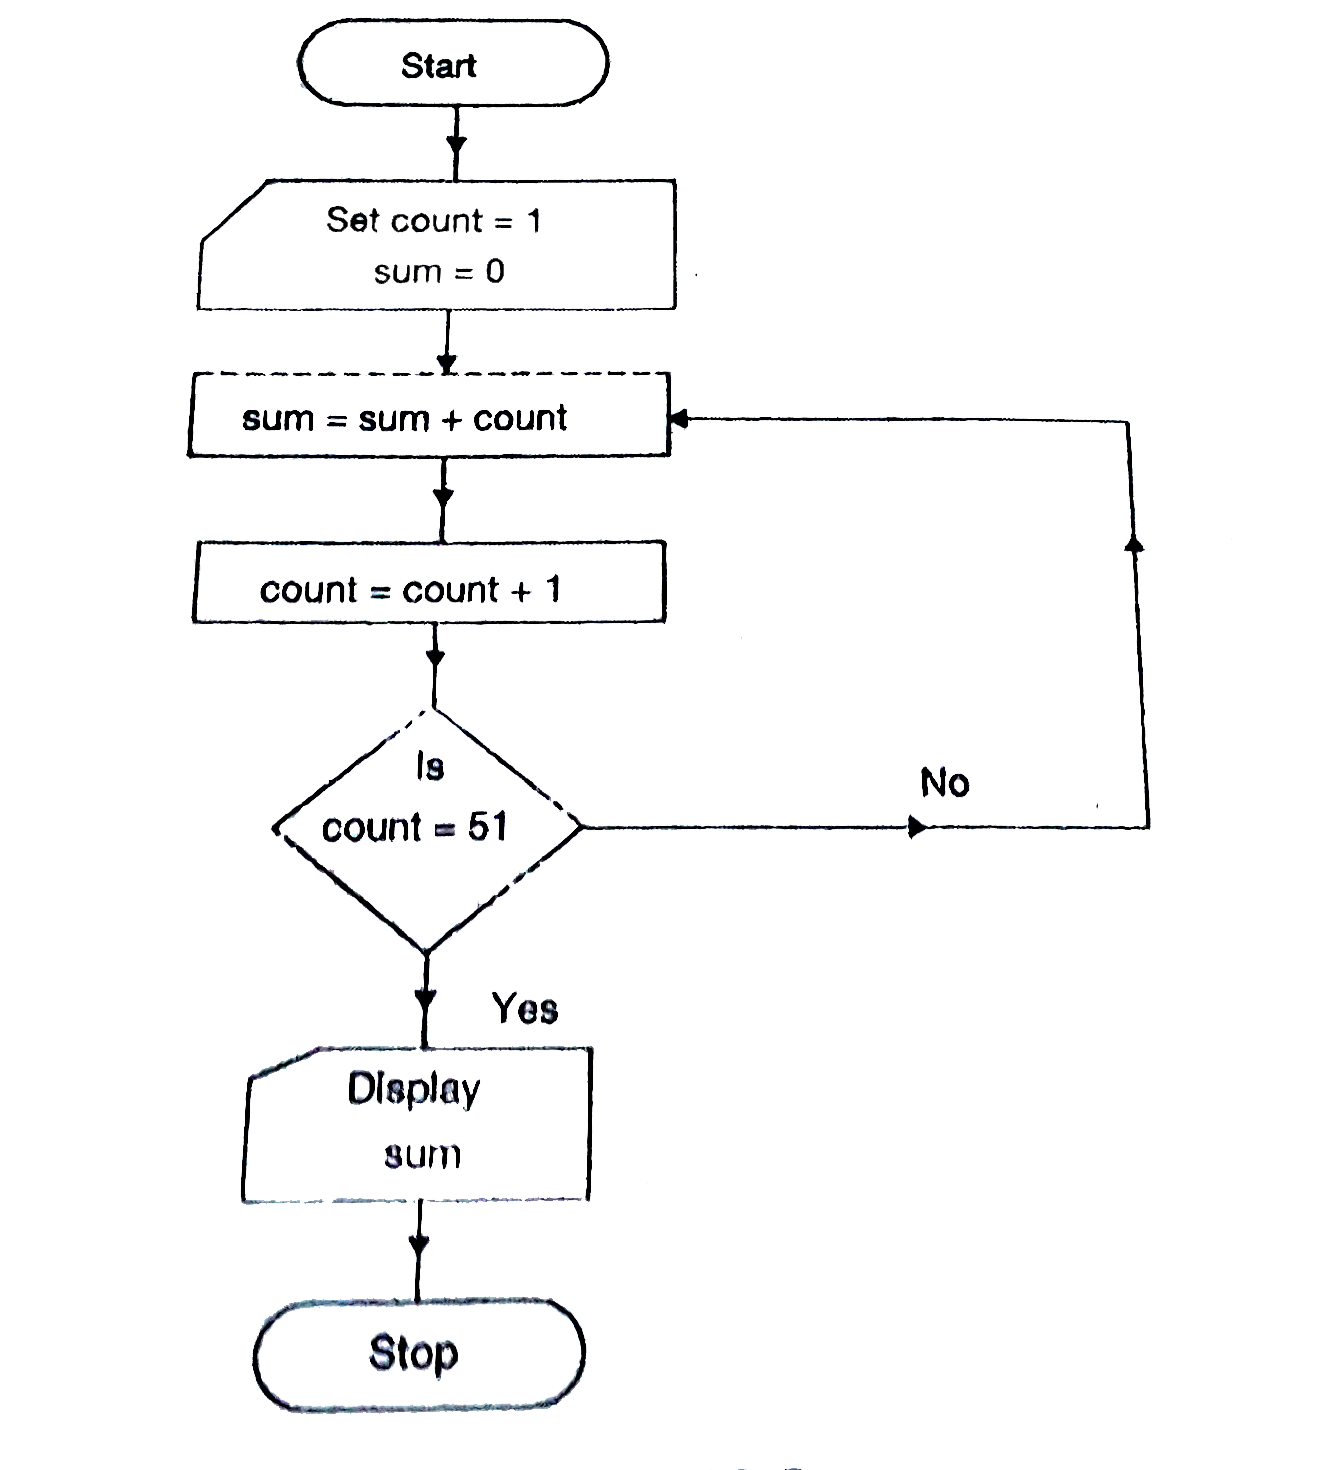 Start
Set count = 1
sum = 0
sum = sum + count
count = count + 1
Is
count = 51
No
Yes
Display
sum
Stop